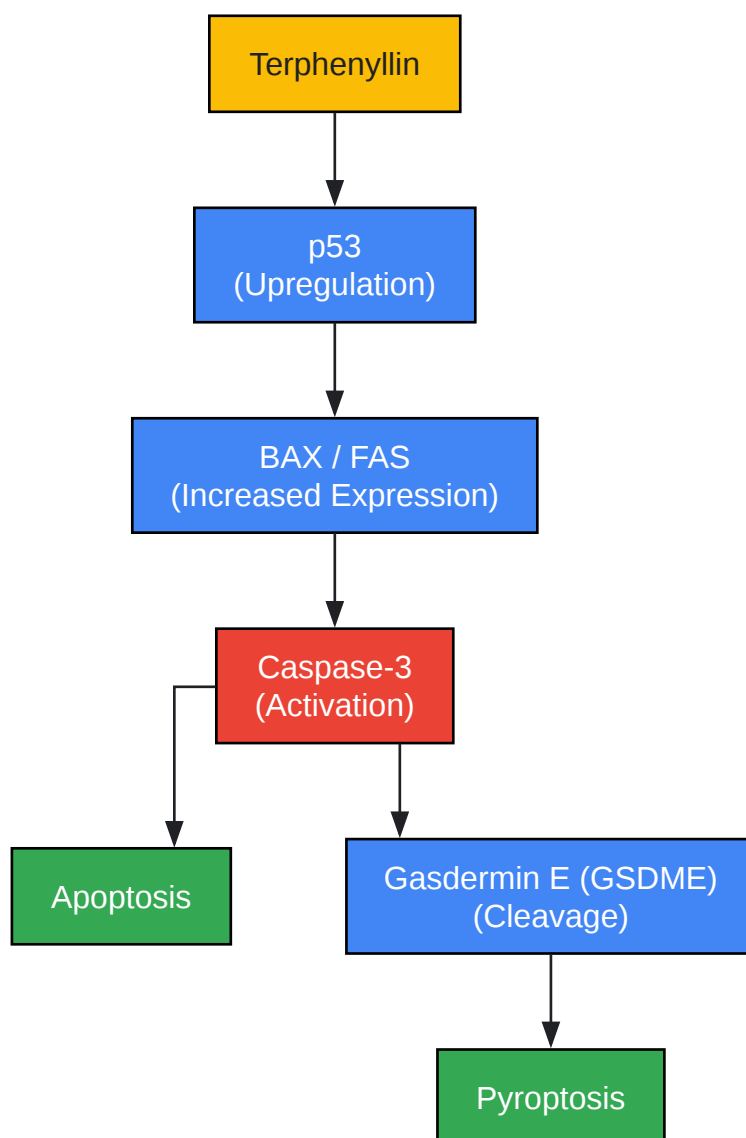 Terphenyllin
p53
(Upregulation)
BAX / FAS
(Increased Expression)
Caspase-3
(Activation)
Apoptosis
Gasdermin E (GSDME)
(Cleavage)
Pyroptosis